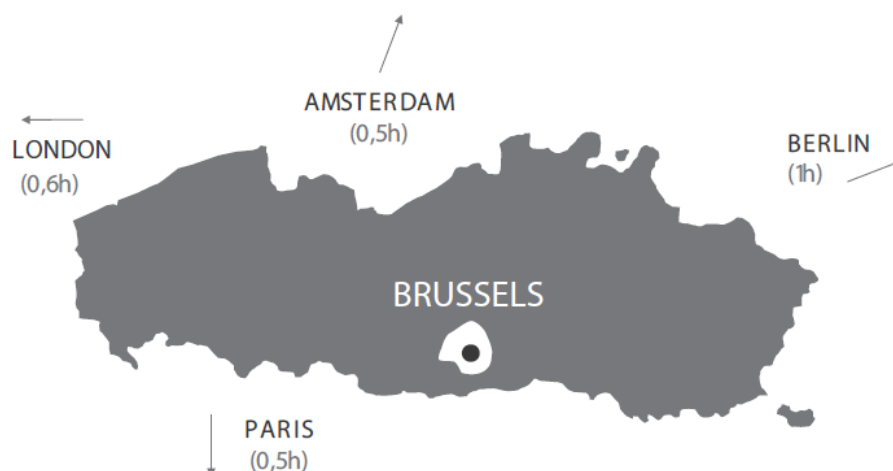 AMSTERDAM
(0,5h)
LONDON
(0,6h)
BERLIN
(1h)
BRUSSELS
PARIS
(0,5h)